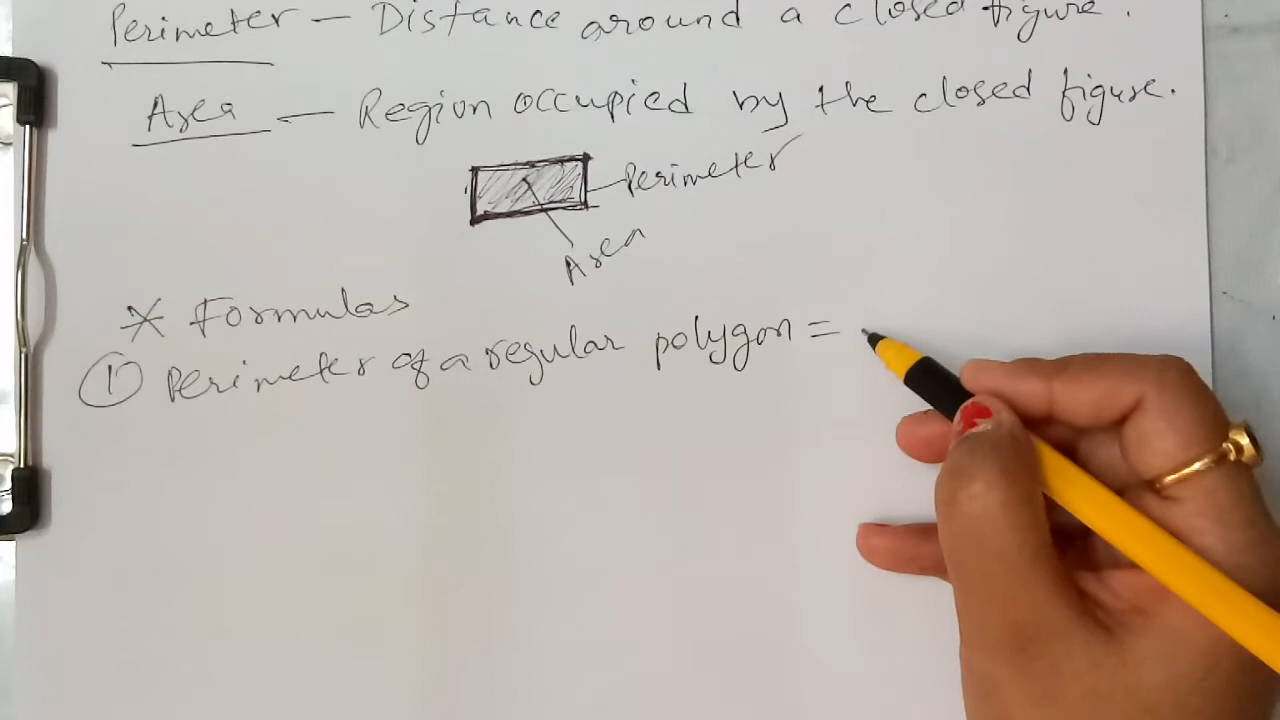 Perimeter - Distance around a closed figure.
Area - Region occupied by the closed figure.
Perimeter
Area
* Formulas
① Perimeter of a regular polygon =